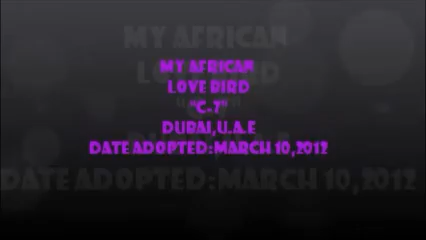 MY AFRICAN
LOVE BIRD
"C-7"
DUBAI,U.A.E
DATE ADOPTED:MARCH 10,2012